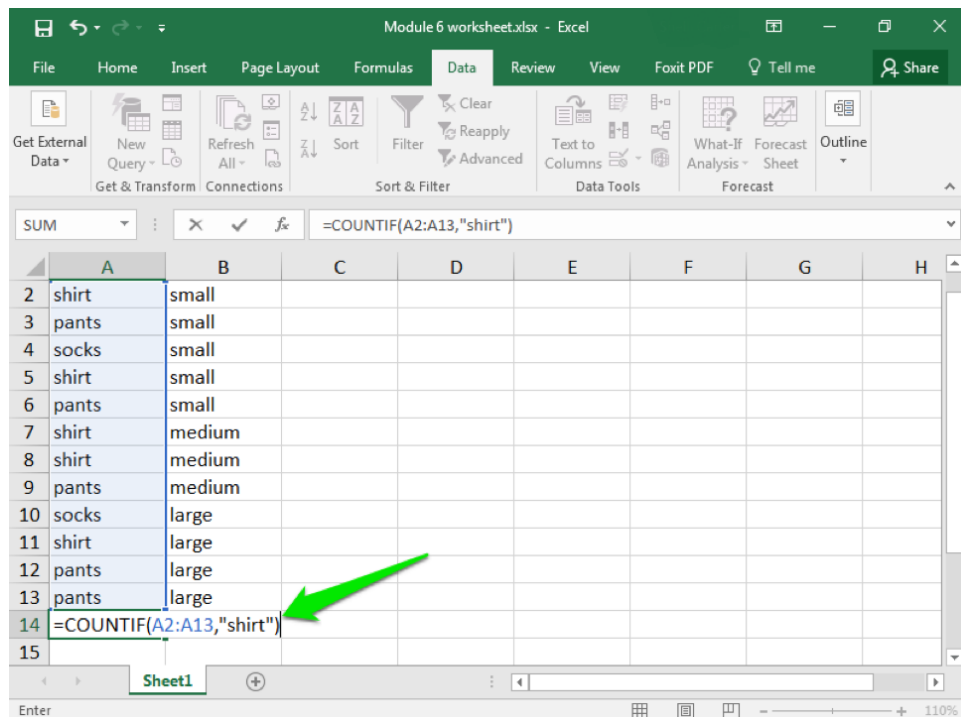 Module 6 worksheet.xlsx - Excel
File Home Insert Page Layout Formulas Data Review View Foxit PDF Tell me Share
Get External Data
New Query
Get & Transform
Refresh All
Connections
A Z
Z A
Z A A Z
Sort
Filter
Clear
Reapply
Advanced
Sort & Filter
Text to Columns
Data Tools
What-If Analysis
Forecast Sheet
Forecast
Outline
SUM fx =COUNTIF(A2:A13,"shirt")
A B C D E F G H
2 shirt small
3 pants small
4 socks small
5 shirt small
6 pants small
7 shirt medium
8 shirt medium
9 pants medium
10 socks large
11 shirt large
12 pants large
13 pants large
14 =COUNTIF(A2:A13,"shirt")
15
Sheet1
Enter 110%